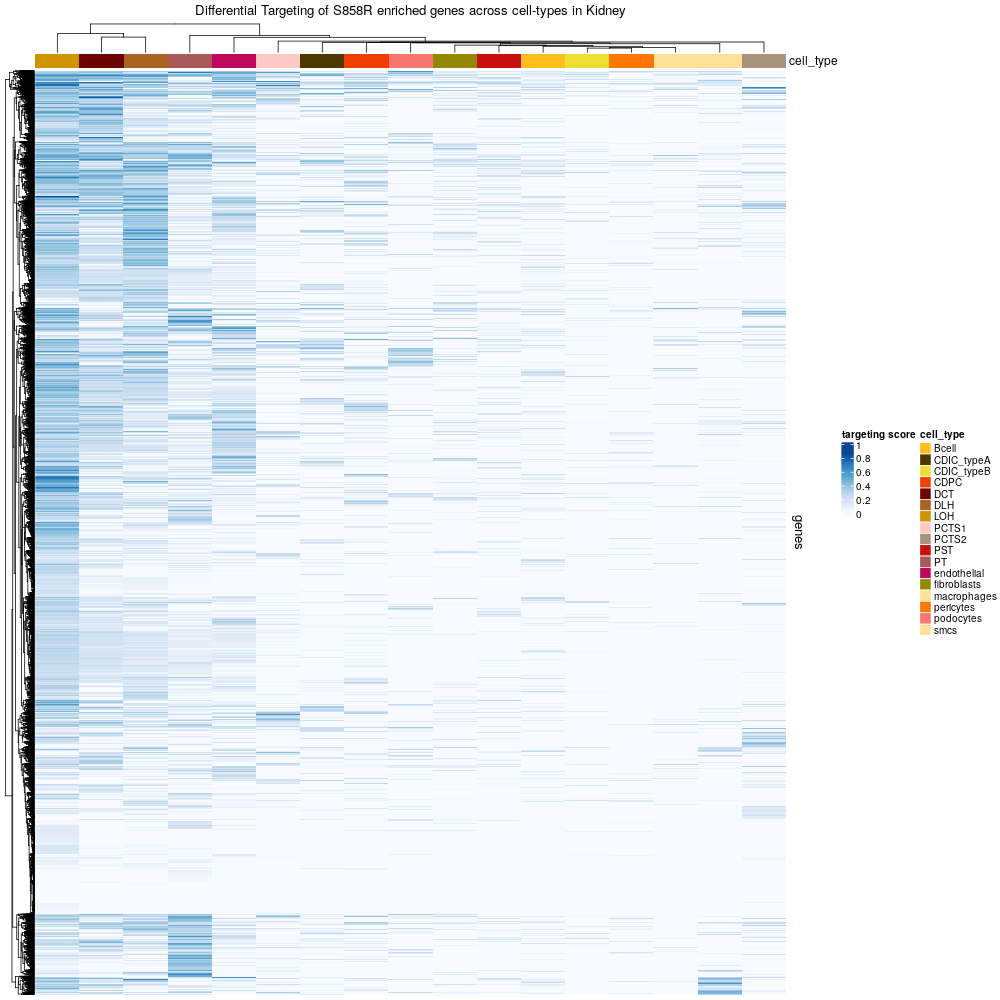 Differential Targeting of S858R enriched genes across cell-types in Kidney
cell_type
genes
targeting score
1
0.8
0.6
0.4
0.2
0
cell_type
Bcell
CDIC_typeA
CDIC_typeB
CDPC
DCT
DLH
LOH
PCTS1
PCTS2
PST
PT
endothelial
fibroblasts
macrophages
pericytes
podocytes
smcs